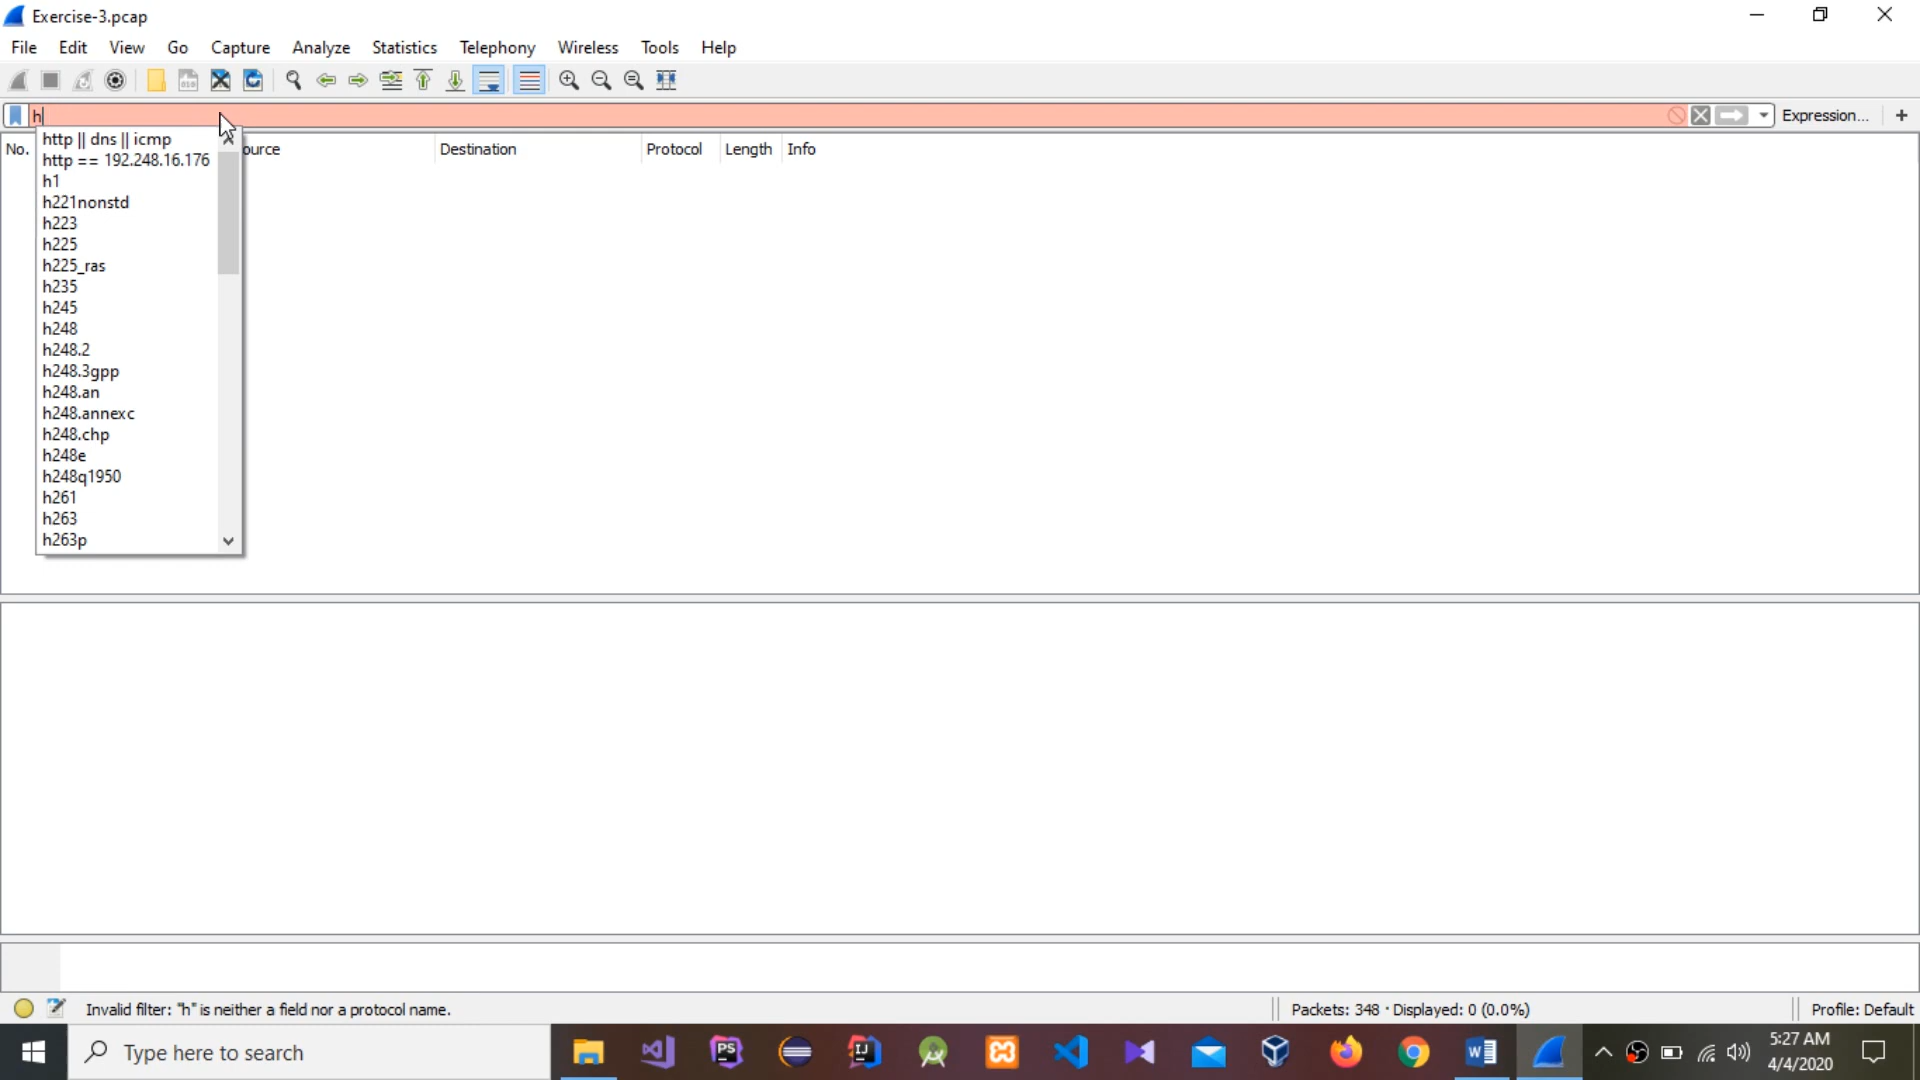 Exercise-3.pcap
File Edit View Go Capture Analyze Statistics Telephony Wireless Tools Help
h Expression... +
http || dns || icmp
No. ource Destination Protocol Length Info
http == 192.248.16.176
h1
h221nonstd
h223
h225
h225_ras
h235
h245
h248
h248.2
h248.3gpp
h248.an
h248.annexc
h248.chp
h248e
h248q1950
h261
h263
h263p
Invalid filter: "h" is neither a field nor a protocol name. Packets: 348 · Displayed: 0 (0.0%) Profile: Default
Type here to search 5:27 AM
4/4/2020